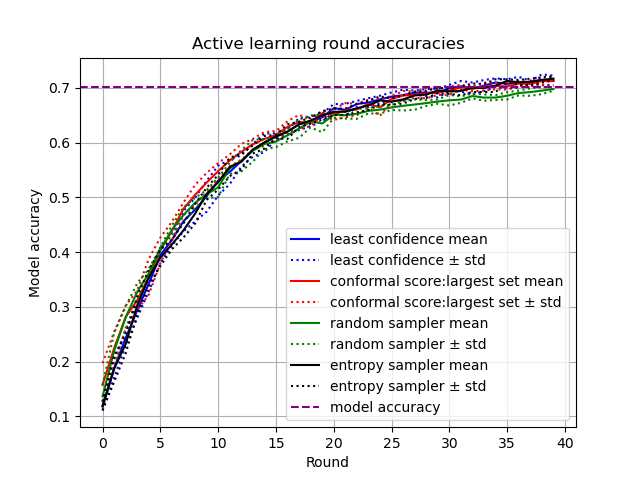 Active learning round accuracies
Model accuracy
0.7
0.6
0.5
0.4
0.3
0.2
0.1
least confidence mean
least confidence ± std
conformal score:largest set mean
conformal score:largest set ± std
random sampler mean
random sampler ± std
entropy sampler mean
entropy sampler ± std
model accuracy
0 5 10 15 20 25 30 35 40
Round